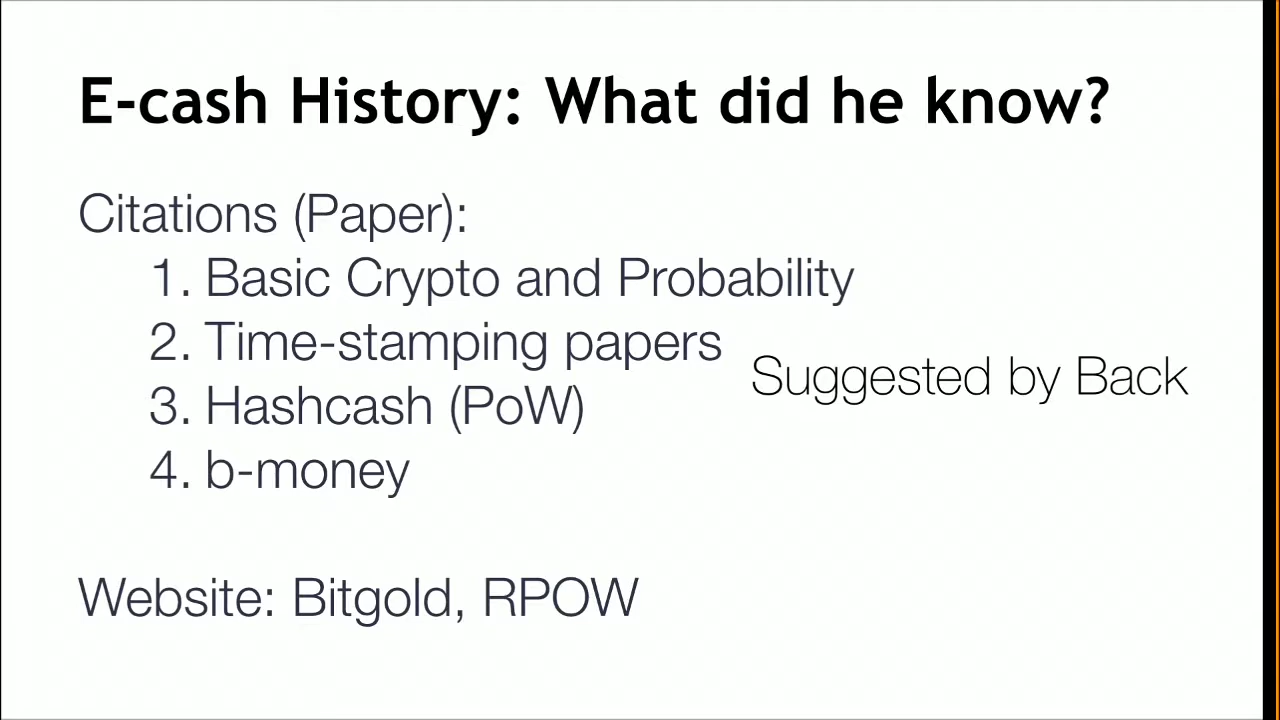 E-cash History: What did he know?
Citations (Paper):
1. Basic Crypto and Probability
2. Time-stamping papers
Suggested by Back
3. Hashcash (PoW)
4. b-money
Website: Bitgold, RPOW